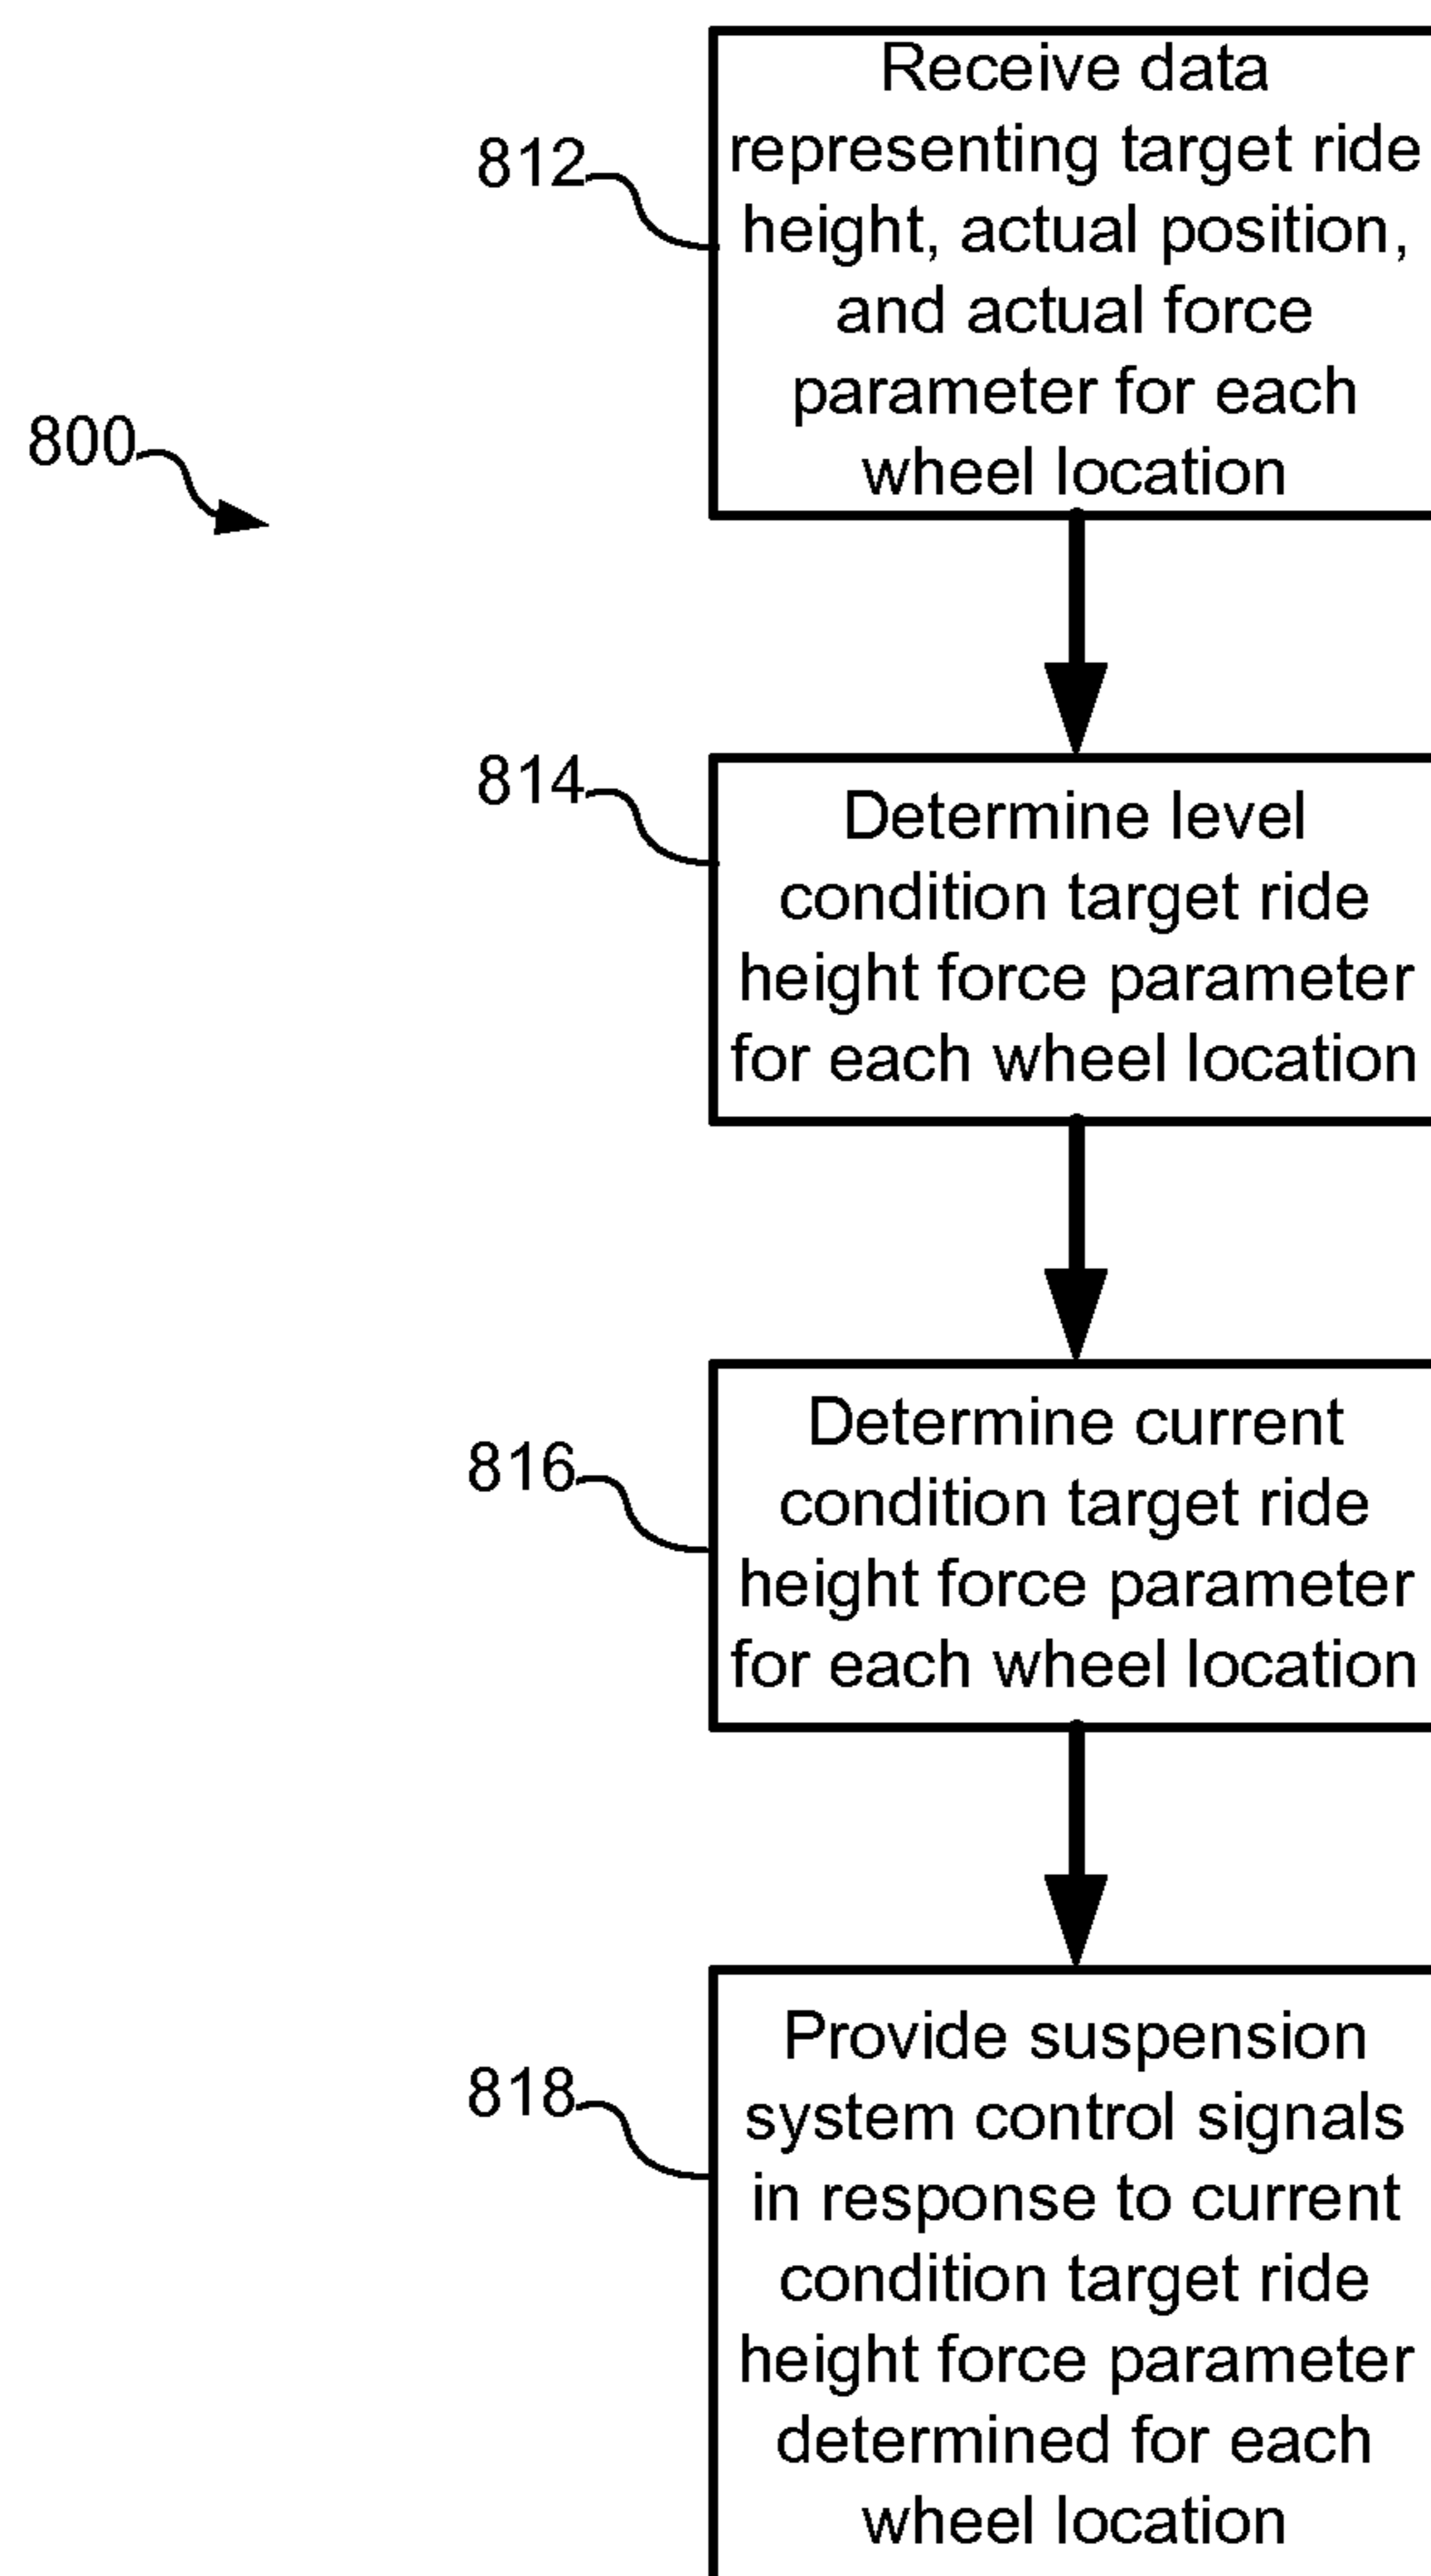 Receive data
812
representing target ride
height, actual position,
and actual force
parameter for each
800
wheel location
814
Determine level
condition target ride
height force parameter
for each wheel location
Determine current
816
condition target ride
height force parameter
for each wheel location
Provide suspension
818
system control signals
in response to current
condition target ride
height force parameter
determined for each
wheel location